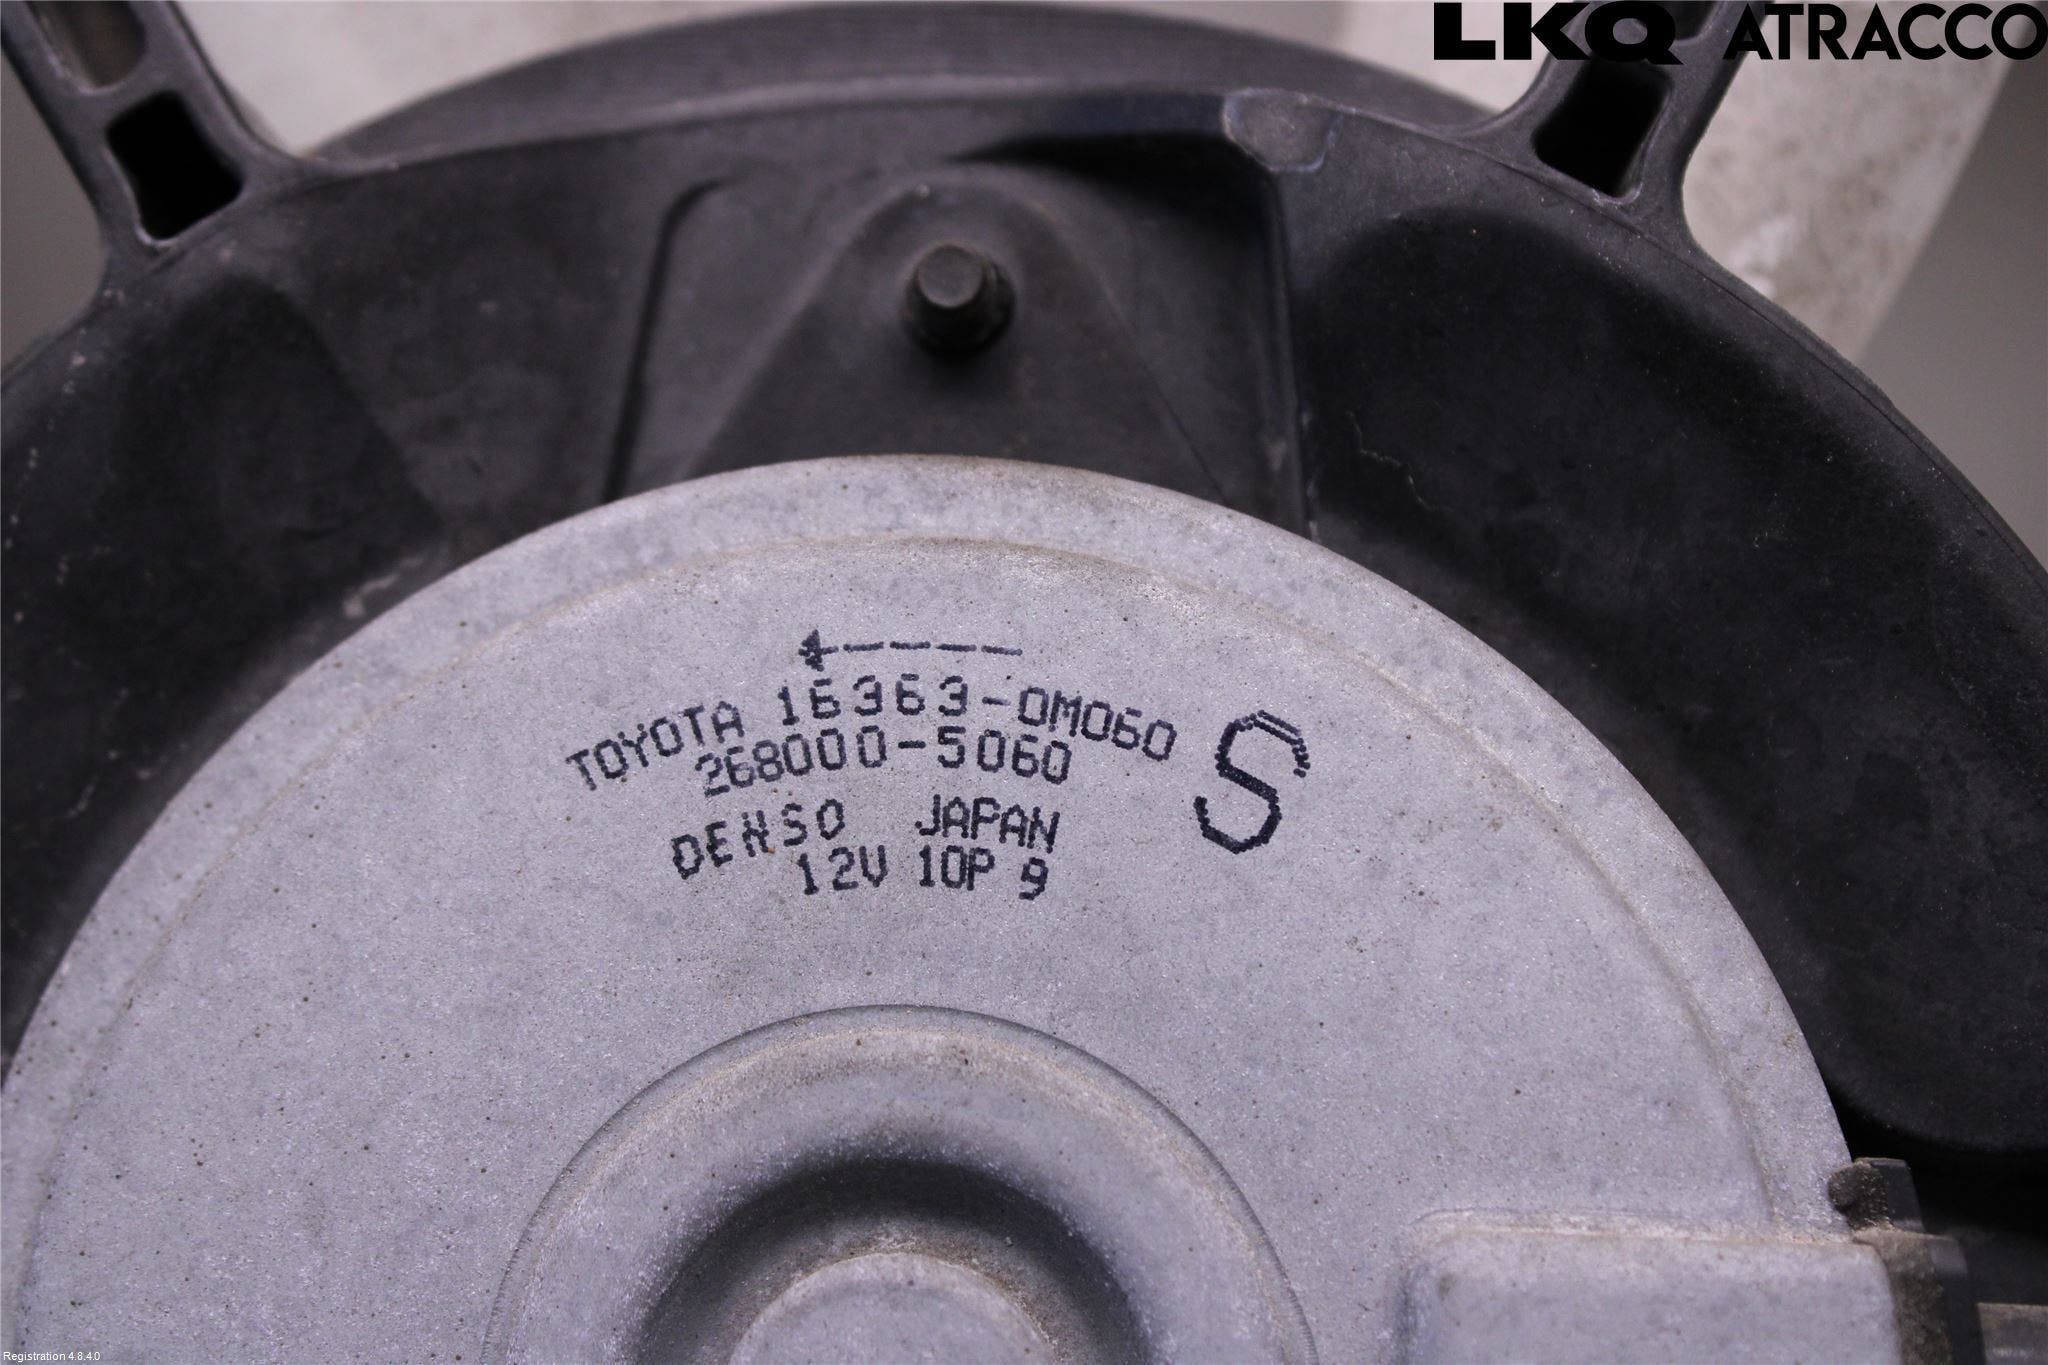 LKQ ATRACCO
TOYOTA 16363-0M060
S
268000-5060
DENSO JAPAN
12V 10P 9
Registration 4.8.4.0